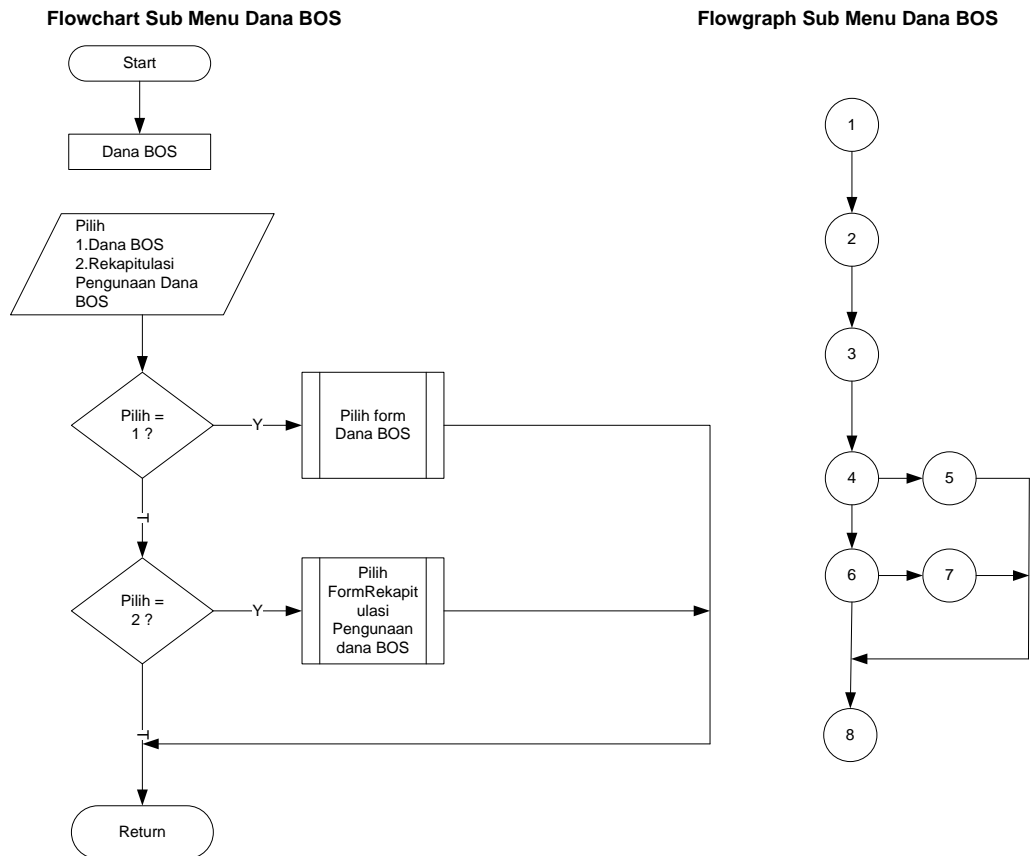 Flowchart Sub Menu Dana BOS
Start
Dana BOS
Pilih
1.Dana BOS
2.Rekapitulasi
Pengunaan Dana
BOS
Pilih =
1 ?
Y
Pilih form
Dana BOS
T
Pilih =
2 ?
Y
Pilih
FormRekapit
ulasi
Pengunaan
dana BOS
T
Return
Flowgraph Sub Menu Dana BOS
1
2
3
4
5
6
7
8